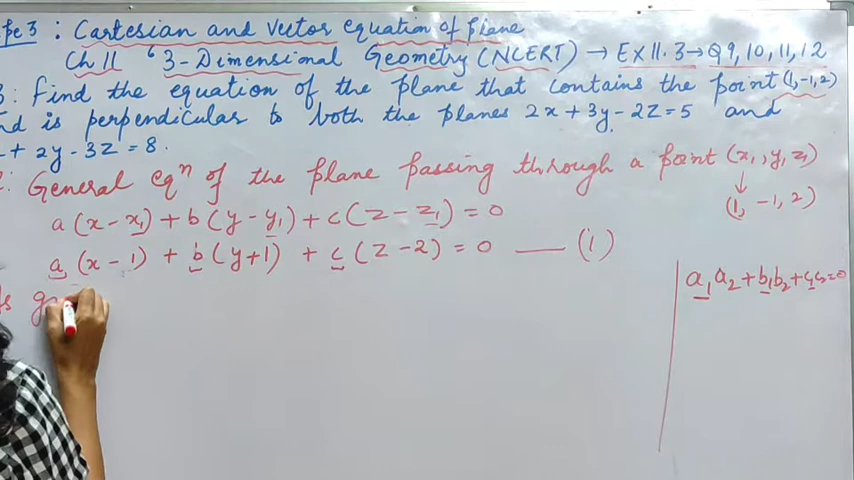 pe 3 : Cartesian and Vector equation of plane
Ch 11 ‘3-Dimensional Geometry (NCERT) → EX 11.3 → Q 9, 10, 11, 12
: Find the equation of the plane that contains the point (1,-1,2)
nd is perpendicular to both the planes 2x + 3y - 2z = 5 and
+ 2y - 3z = 8.
: General eqⁿ of the plane passing through a point (x₁, y₁, z₁)
↓
(1, -1, 2)
a (x - x₁) + b (y - y₁) + c (z - z₁) = 0
a (x - 1) + b (y + 1) + c (z - 2) = 0 —— (1)
a₁a₂ + b₁b₂ + c₁c₂ = 0